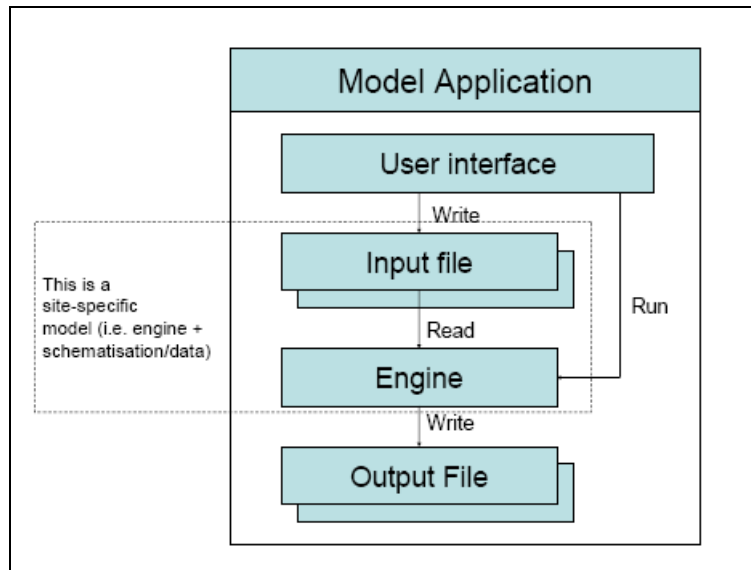 Model Application
User interface
Write
Input file
This is a
site-specific
model (i.e. engine +
schematisation/data)
Run
Read
Engine
Write
Output File